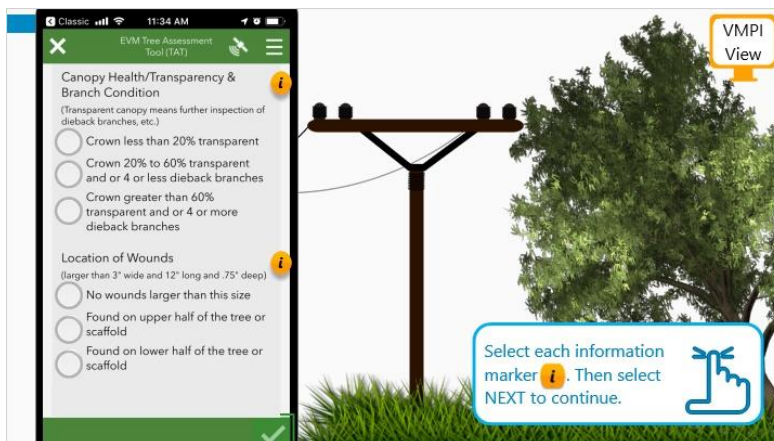 Classic 11:34 AM
EVM Tree Assessment
Tool (TAT)
Canopy Health/Transparency &
Branch Condition
(Transparent canopy means further inspection of
dieback branches, etc.)
Crown less than 20% transparent
Crown 20% to 60% transparent
and or 4 or less dieback branches
Crown greater than 60%
transparent and or 4 or more
dieback branches
Location of Wounds
(larger than 3" wide and 12" long and .75" deep)
No wounds larger than this size
Found on upper half of the tree or
scaffold
Found on lower half of the tree or
scaffold
VMPI
View
Select each information
marker i. Then select
NEXT to continue.